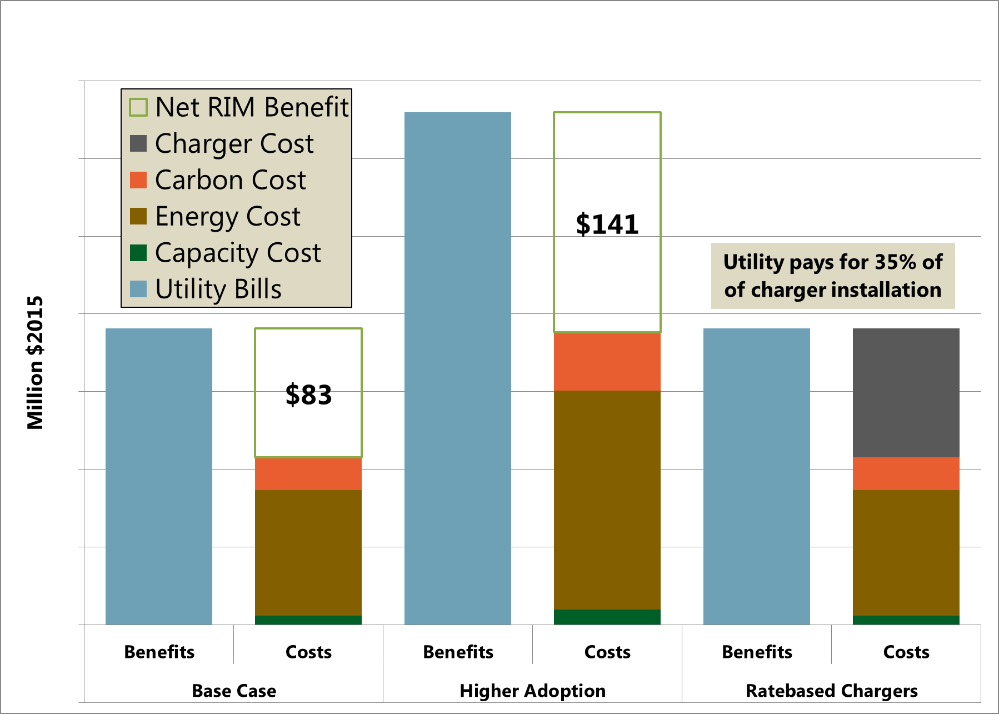 Net RIM Benefit
Charger Cost
Carbon Cost
Energy Cost
Capacity Cost
Utility Bills
Million $2015
$83
$141
Utility pays for 35% of
of charger installation
Benefits
Costs
Benefits
Costs
Benefits
Costs
Base Case
Higher Adoption
Ratebased Chargers